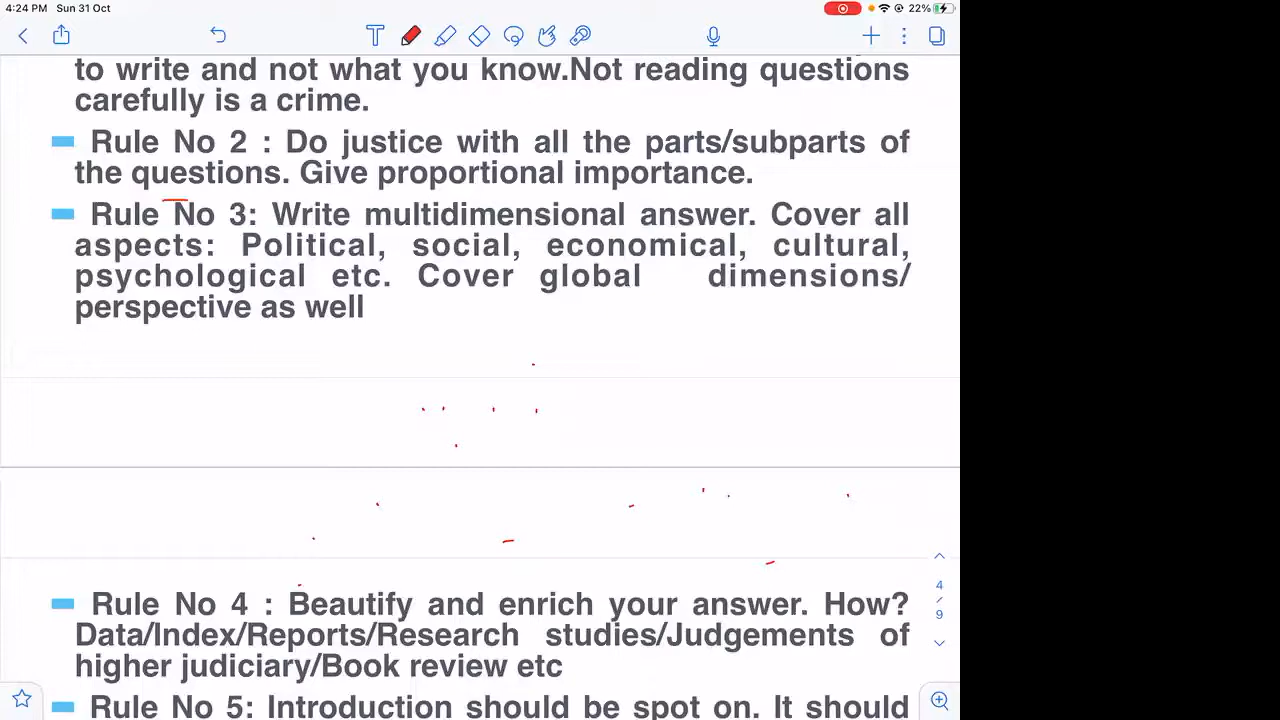 4:24 PM Sun 31 Oct
22%
to write and not what you know.Not reading questions
carefully is a crime.
Rule No 2 : Do justice with all the parts/subparts of
the questions. Give proportional importance.
Rule No 3: Write multidimensional answer. Cover all
aspects: Political, social, economical, cultural,
psychological etc. Cover global dimensions/
perspective as well
4
/
9
Rule No 4 : Beautify and enrich your answer. How?
Data/Index/Reports/Research studies/Judgements of
higher judiciary/Book review etc
Rule No 5: Introduction should be spot on. It should